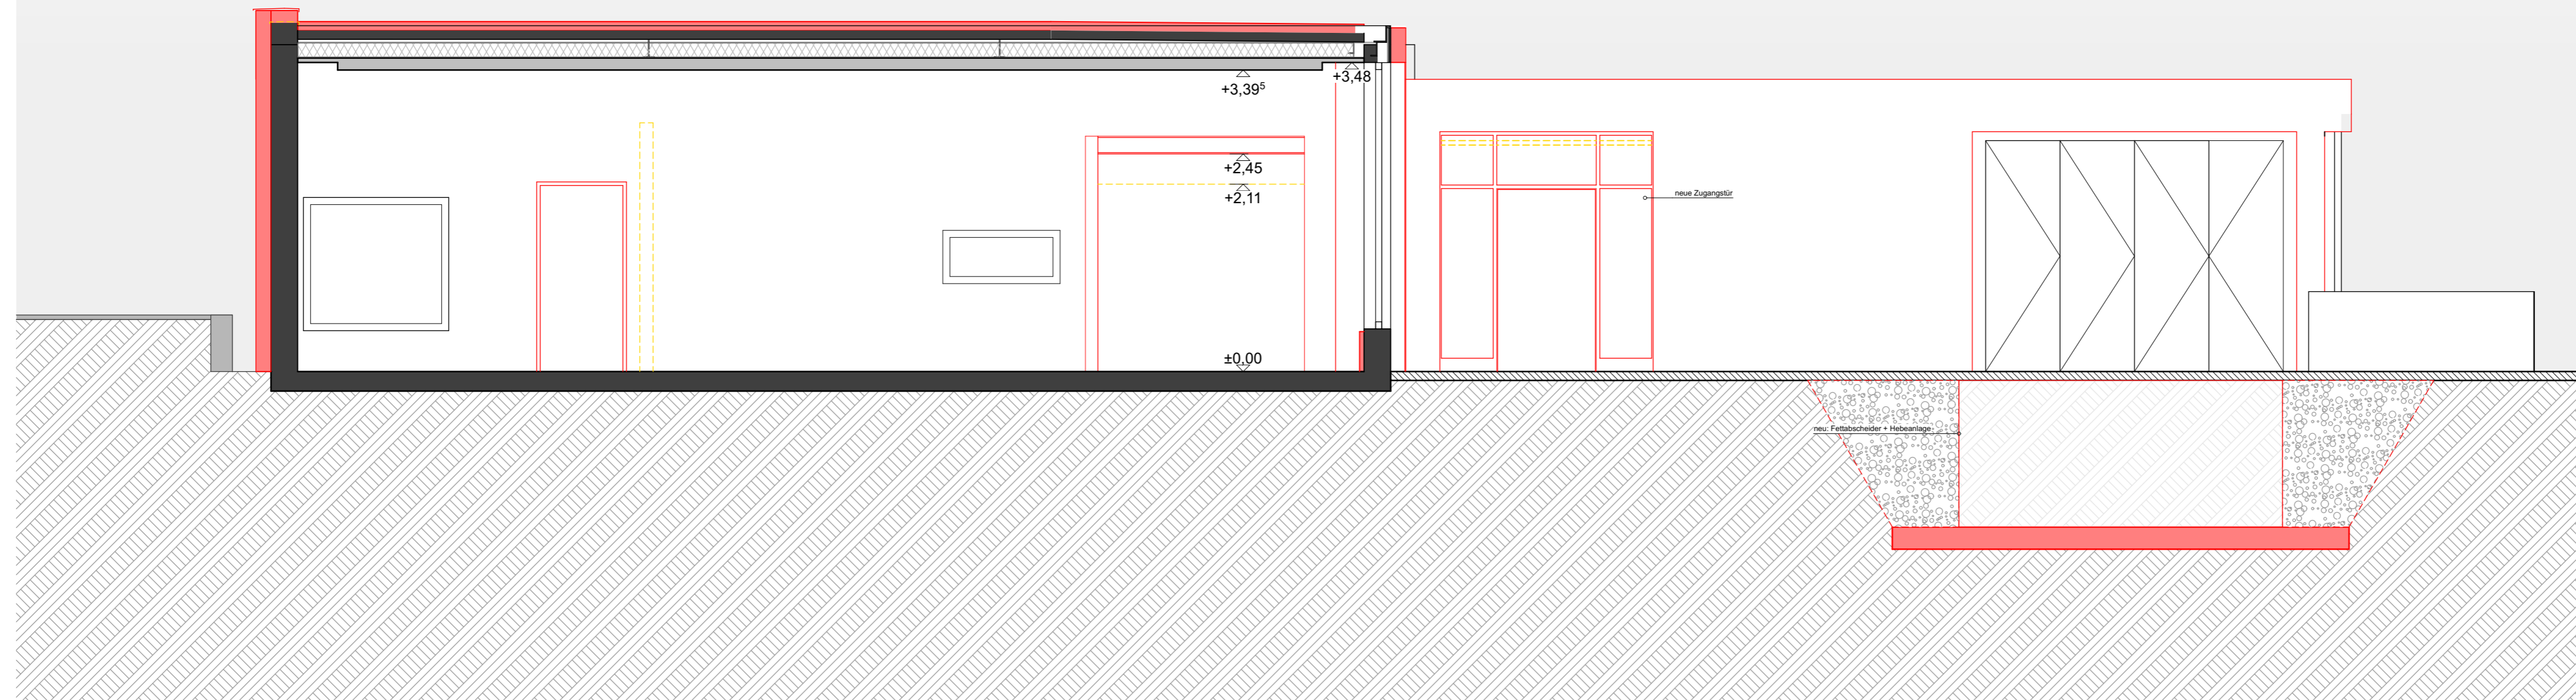 +3,48
+3,39⁵
+2,45
+2,11
neue Zugangstür
±0,00
neu: Fettabscheider + Hebeanlage